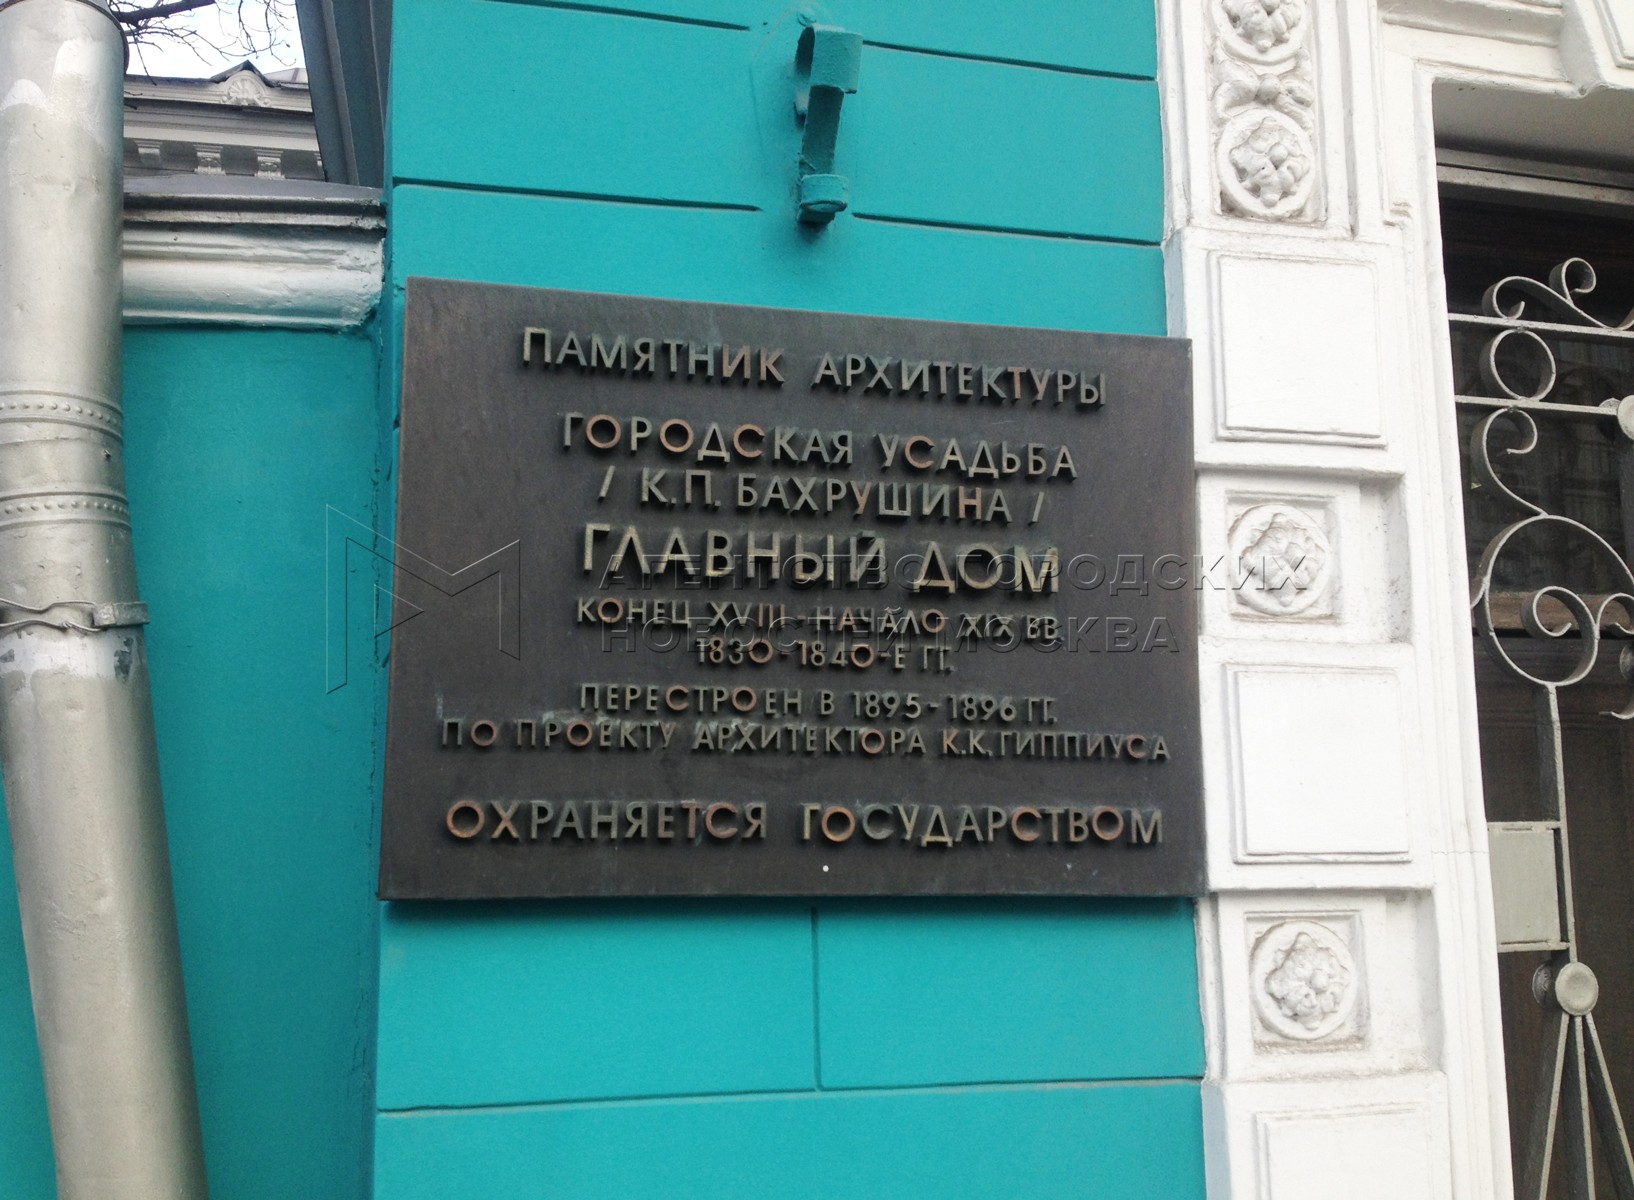 ПАМЯТНИК АРХИТЕКТУРЫ
ГОРОДСКАЯ УСАДЬБА
/ К.П. БАХРУШИНА /
ГЛАВНЫЙ ДОМ
КОНЕЦ XVIII - НАЧАЛО XIX ВВ.
1830 - 1840-Е ГГ.
ПЕРЕСТРОЕН В 1895 - 1896 ГГ.
ПО ПРОЕКТУ АРХИТЕКТОРА К.К. ГИППИУСА
ОХРАНЯЕТСЯ ГОСУДАРСТВОМ
АГЕНТСТВО ГОРОДСКИХ
НОВОСТЕЙ МОСКВА